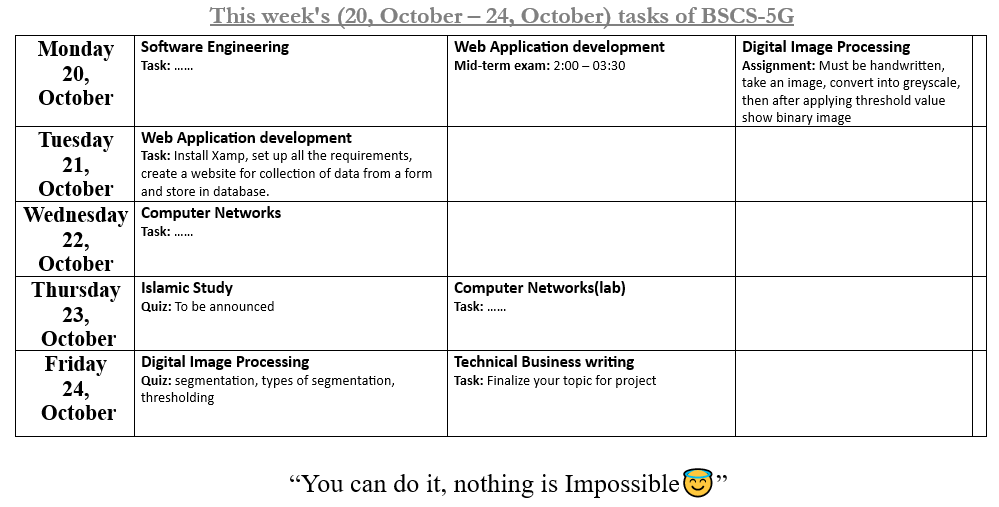 This week's (20, October – 24, October) tasks of BSCS-5G
Monday
20,
October
Software Engineering
Task: ……
Web Application development
Mid-term exam: 2:00 – 03:30
Digital Image Processing
Assignment: Must be handwritten,
take an image, convert into greyscale,
then after applying threshold value
show binary image
Tuesday
21,
October
Web Application development
Task: Install Xamp, set up all the requirements,
create a website for collection of data from a form
and store in database.
Wednesday
22,
October
Computer Networks
Task: ……
Thursday
23,
October
Islamic Study
Quiz: To be announced
Computer Networks(lab)
Task: ……
Friday
24,
October
Digital Image Processing
Quiz: segmentation, types of segmentation,
thresholding
Technical Business writing
Task: Finalize your topic for project
“You can do it, nothing is Impossible😇”